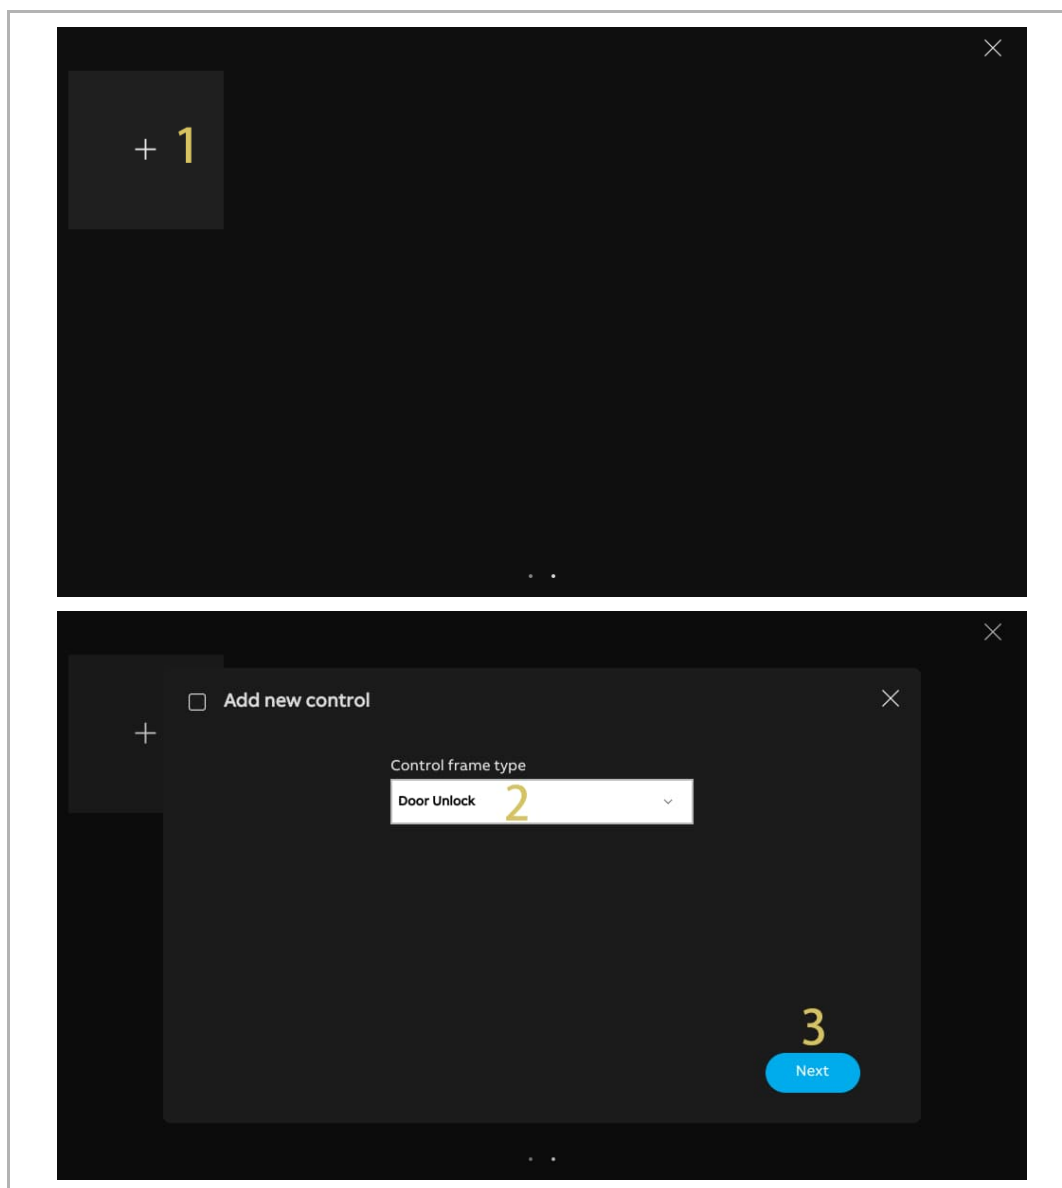 + 1
Add new control
+
Control frame type
Door Unlock 2
3
Next